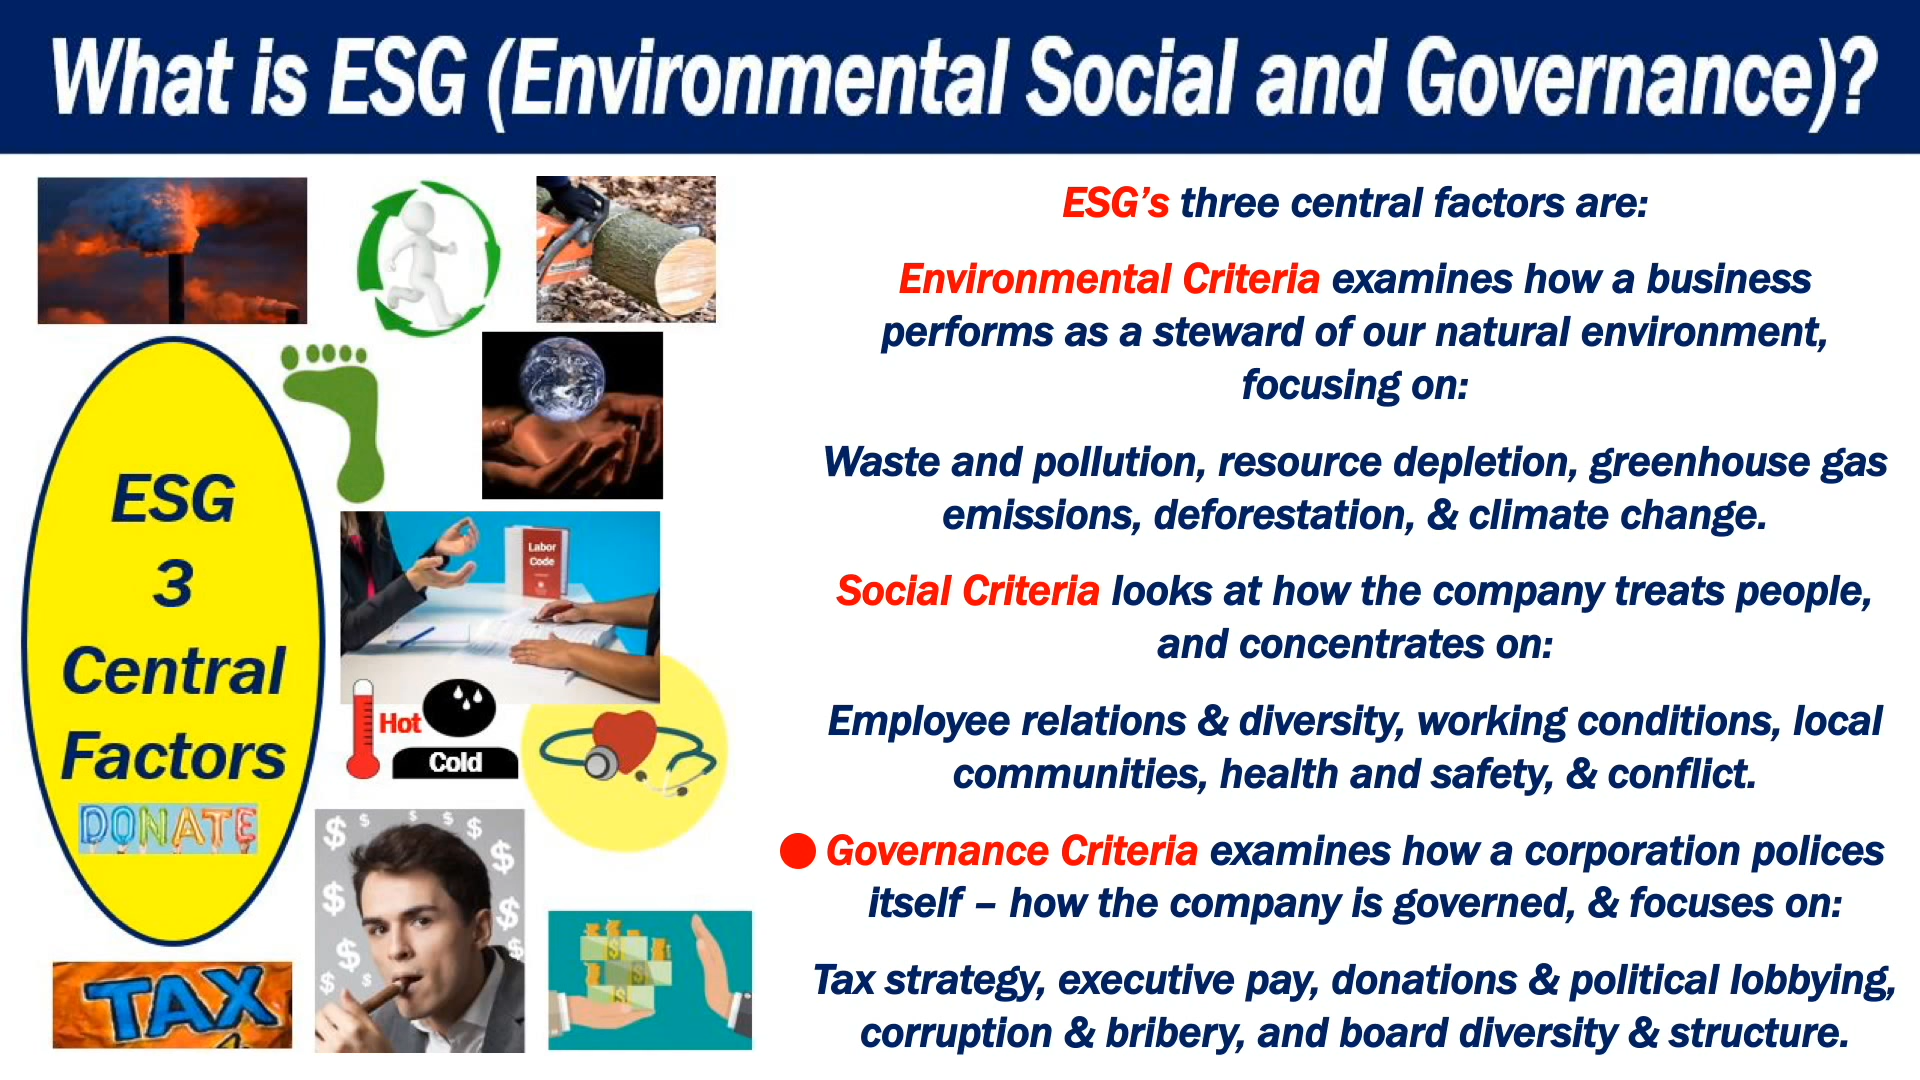 What is ESG (Environmental Social and Governance)?
ESG's three central factors are:
Environmental Criteria examines how a business
performs as a steward of our natural environment,
focusing on:
Waste and pollution, resource depletion, greenhouse gas
emissions, deforestation, & climate change.
Social Criteria looks at how the company treats people,
and concentrates on:
Employee relations & diversity, working conditions, local
communities, health and safety, & conflict.
Governance Criteria examines how a corporation polices
itself – how the company is governed, & focuses on:
Tax strategy, executive pay, donations & political lobbying,
corruption & bribery, and board diversity & structure.
ESG
3
Central
Factors
DONATE
Labor
Code
Hot
Cold
TAX